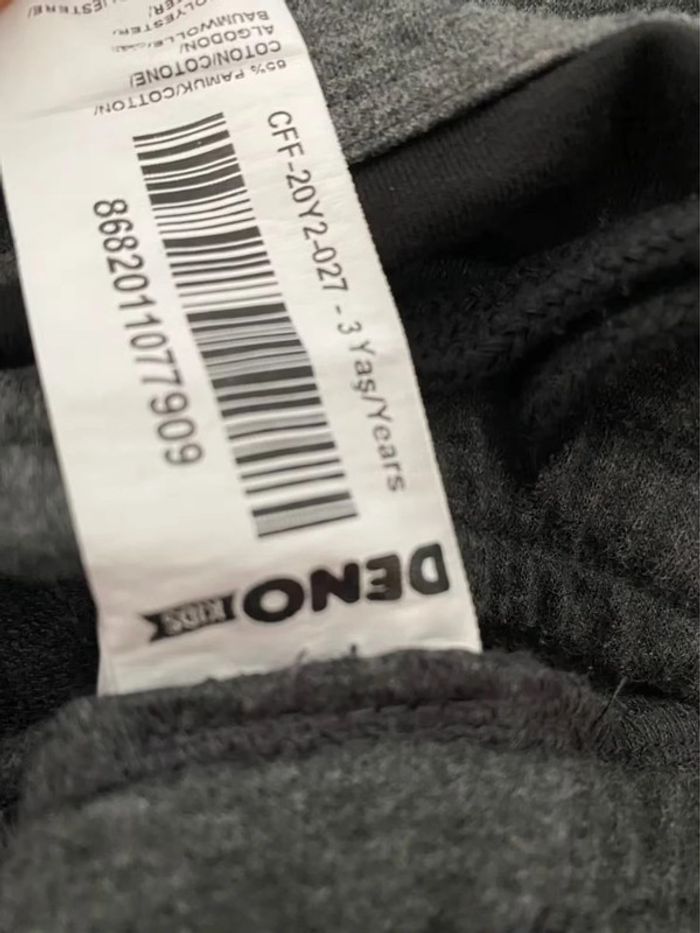 DENO
KIDS
CFF-20Y2-027 - 3 Yaş/Years
8682011077909
65% PAMUK/COTTON/
COTON/COTONE/
ALGODON/
BAUMWOLLE/